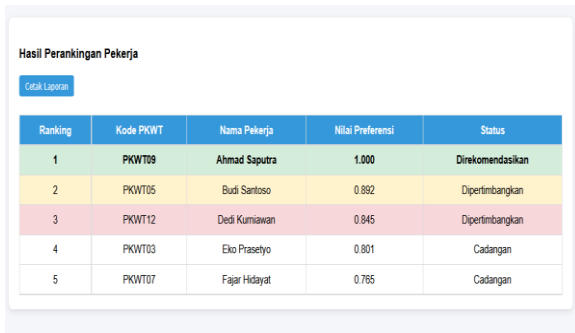 Hasil Perankingan Pekerja
Cetak Laporan
Ranking Kode PKWT Nama Pekerja Nilai Preferensi Status
1 PKWT09 Ahmad Saputra 1.000 Direkomendasikan
2 PKWT05 Budi Santoso 0.892 Dipertimbangkan
3 PKWT12 Dedi Kurniawan 0.845 Dipertimbangkan
4 PKWT03 Eko Prasetyo 0.801 Cadangan
5 PKWT07 Fajar Hidayat 0.765 Cadangan